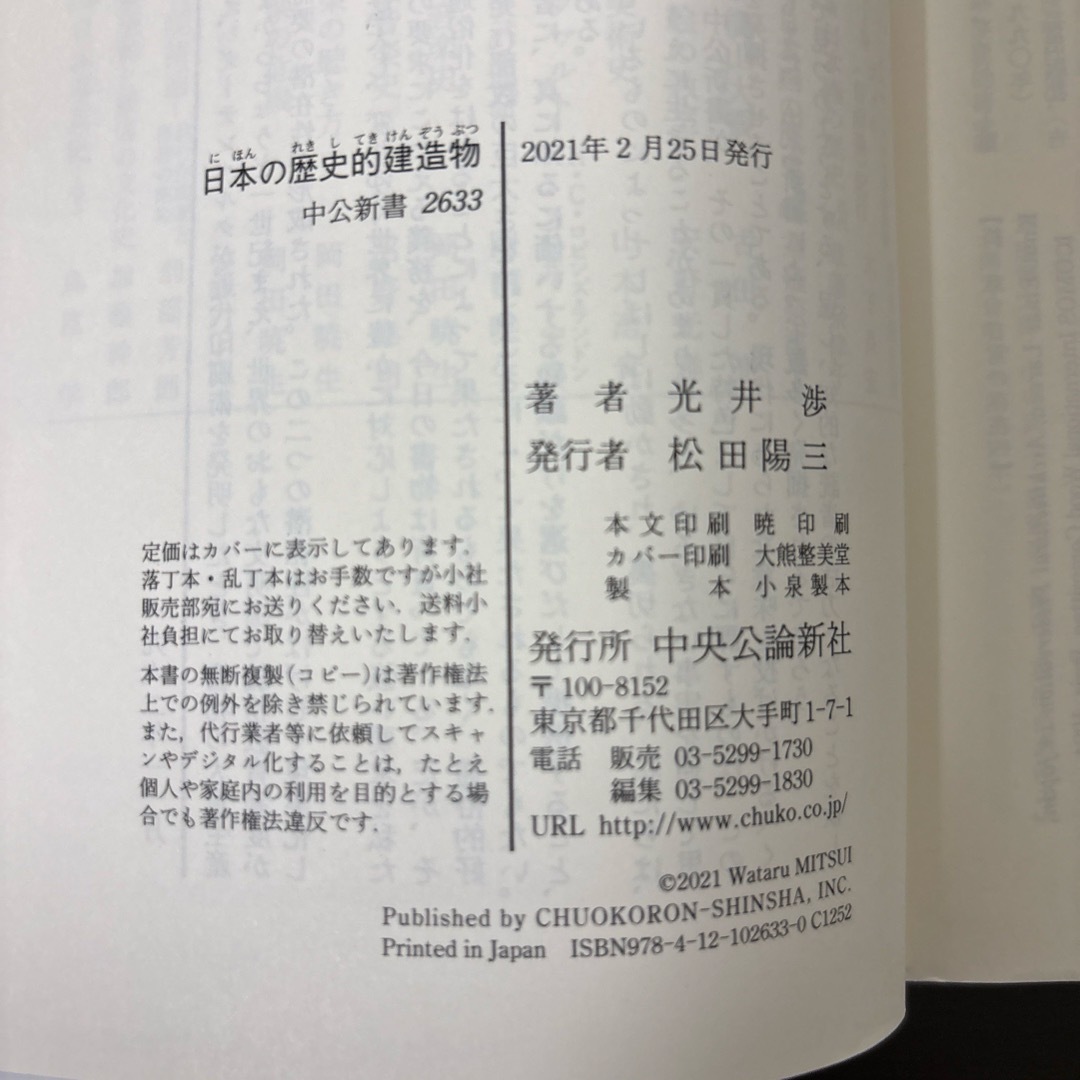 日本の歴史的建造物
にほん れきしてきけんぞうぶつ
中公新書 2633
2021年2月25日発行
著者 光井 渉
発行者 松田陽三
本文印刷 暁印刷
カバー印刷 大熊整美堂
製本 小泉製本
発行所 中央公論新社
〒100-8152
東京都千代田区大手町1-7-1
電話 販売 03-5299-1730
編集 03-5299-1830
URL http://www.chuko.co.jp/
定価はカバーに表示してあります.
落丁本・乱丁本はお手数ですが小社
販売部宛にお送りください. 送料小
社負担にてお取り替えいたします.
本書の無断複製(コピー)は著作権法
上での例外を除き禁じられています.
また, 代行業者等に依頼してスキャ
ンやデジタル化することは, たとえ
個人や家庭内の利用を目的とする場
合でも著作権法違反です.
©2021 Wataru MITSUI
Published by CHUOKORON-SHINSHA, INC.
Printed in Japan ISBN978-4-12-102633-0 C1252